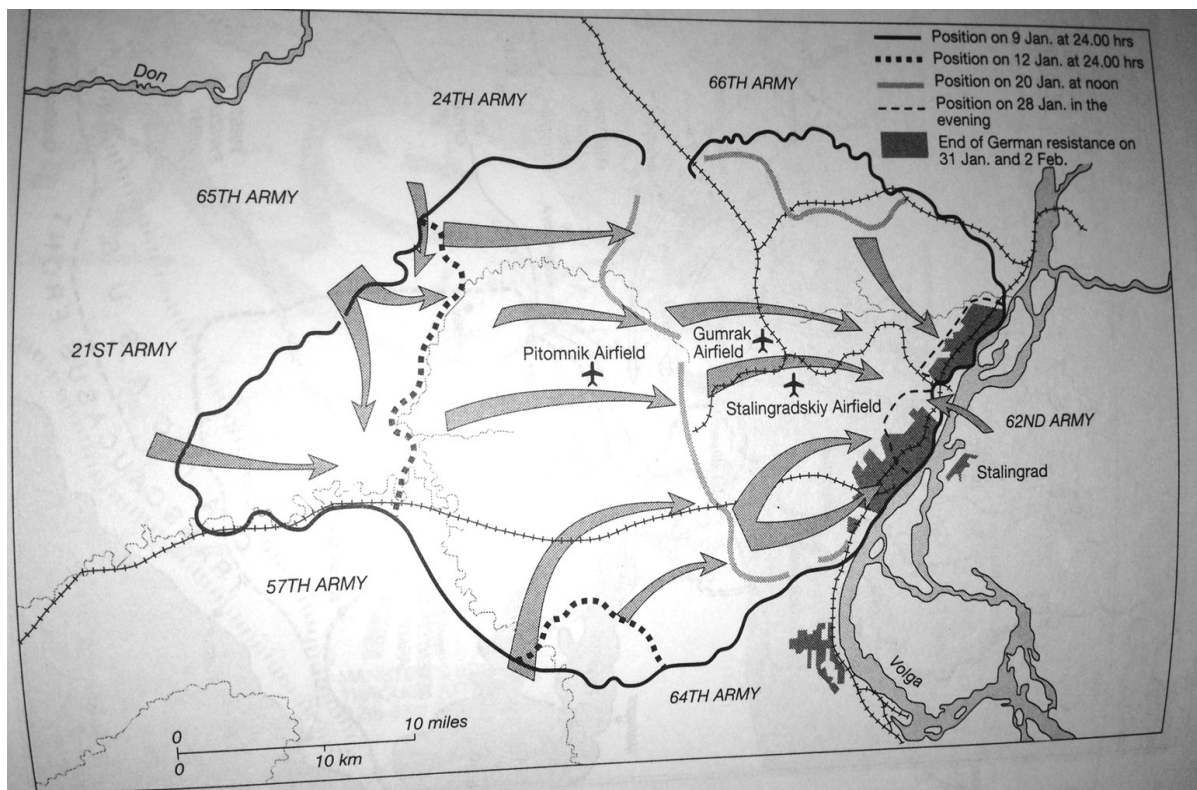 Position on 9 Jan. at 24.00 hrs
Position on 12 Jan. at 24.00 hrs
Position on 20 Jan. at noon
Position on 28 Jan. in the
evening
End of German resistance on
31 Jan. and 2 Feb.
Don
24TH ARMY
66TH ARMY
65TH ARMY
21ST ARMY
Pitomnik Airfield
Gumrak
Airfield
Stalingradskiy Airfield
62ND ARMY
Stalingrad
57TH ARMY
64TH ARMY
Volga
0
10 miles
0
10 km